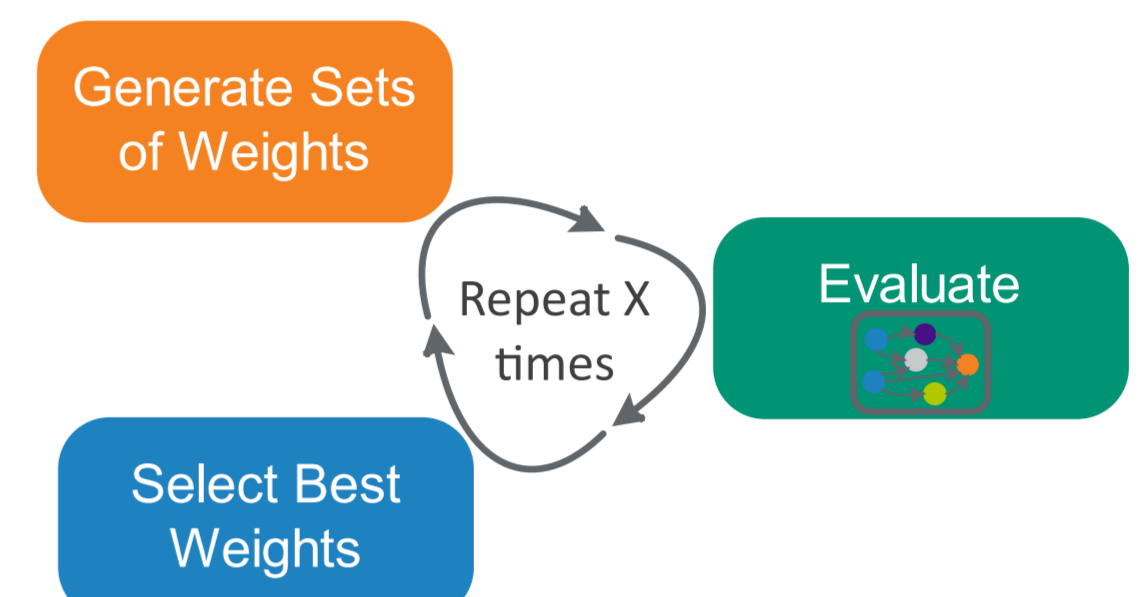 Generate Sets
of Weights
Repeat X
times
Evaluate
Select Best
Weights